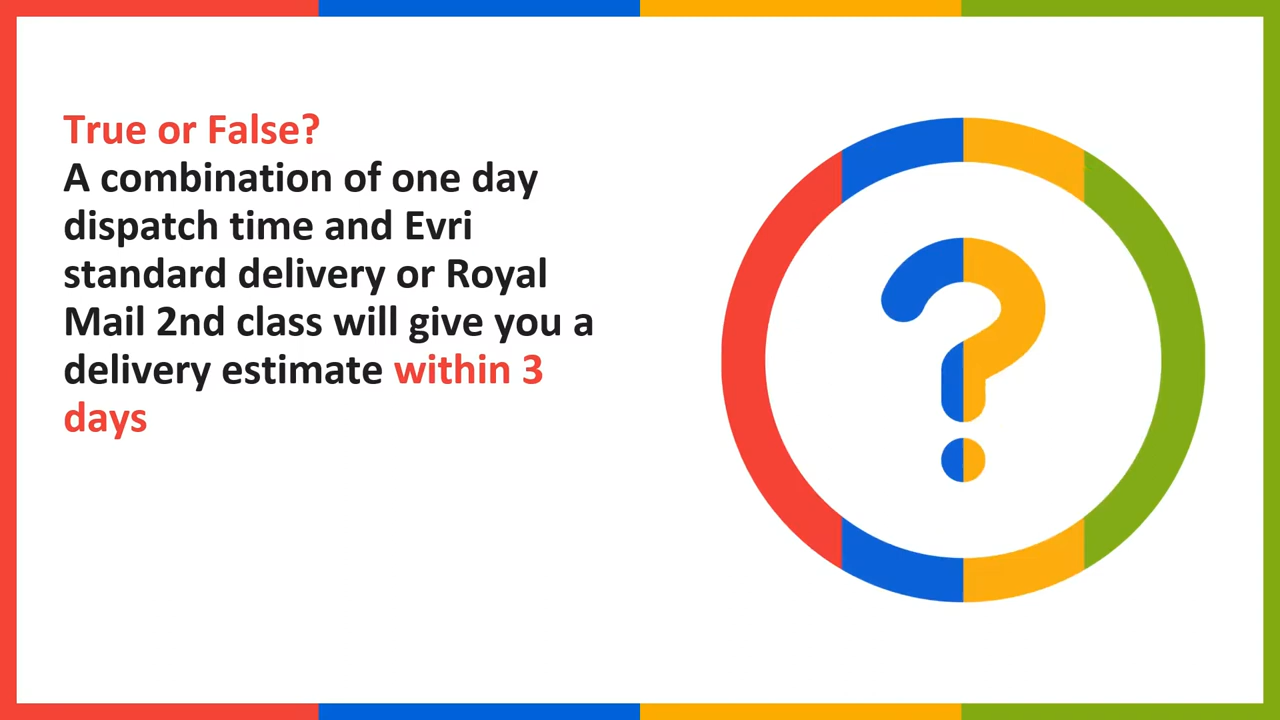 True or False?
A combination of one day
dispatch time and Evri
standard delivery or Royal
Mail 2nd class will give you a
delivery estimate within 3
days
?